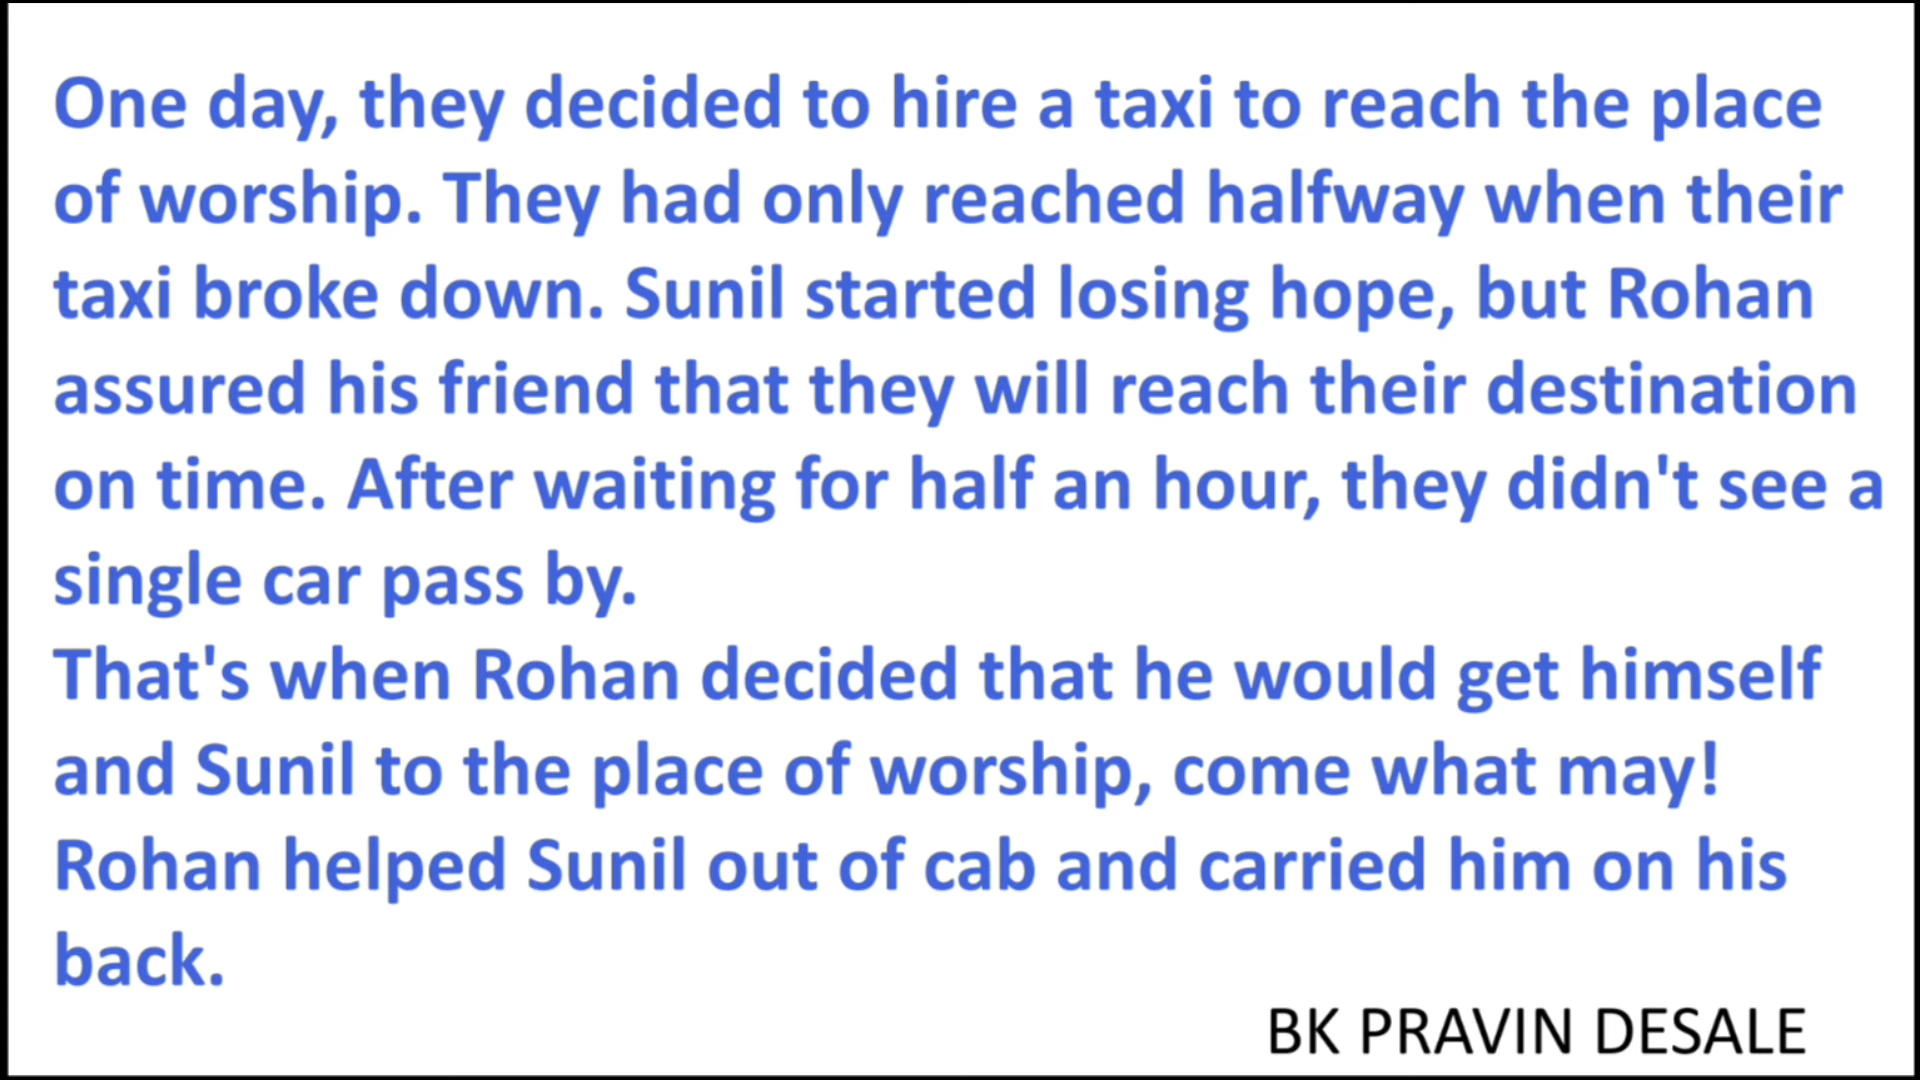 One day, they decided to hire a taxi to reach the place
of worship. They had only reached halfway when their
taxi broke down. Sunil started losing hope, but Rohan
assured his friend that they will reach their destination
on time. After waiting for half an hour, they didn't see a
single car pass by.
That's when Rohan decided that he would get himself
and Sunil to the place of worship, come what may!
Rohan helped Sunil out of cab and carried him on his
back.
BK PRAVIN DESALE